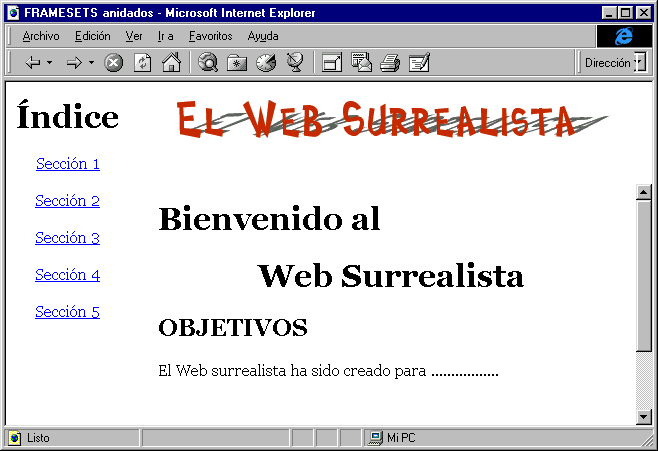 FRAMESETS anidados - Microsoft Internet Explorer
Archivo Edición Ver Ir a Favoritos Ayuda
Dirección
Índice
Sección 1
Sección 2
Sección 3
Sección 4
Sección 5
EL WEB SURREALISTA
Bienvenido al
Web Surrealista
OBJETIVOS
El Web surrealista ha sido creado para .................
Listo
Mi PC